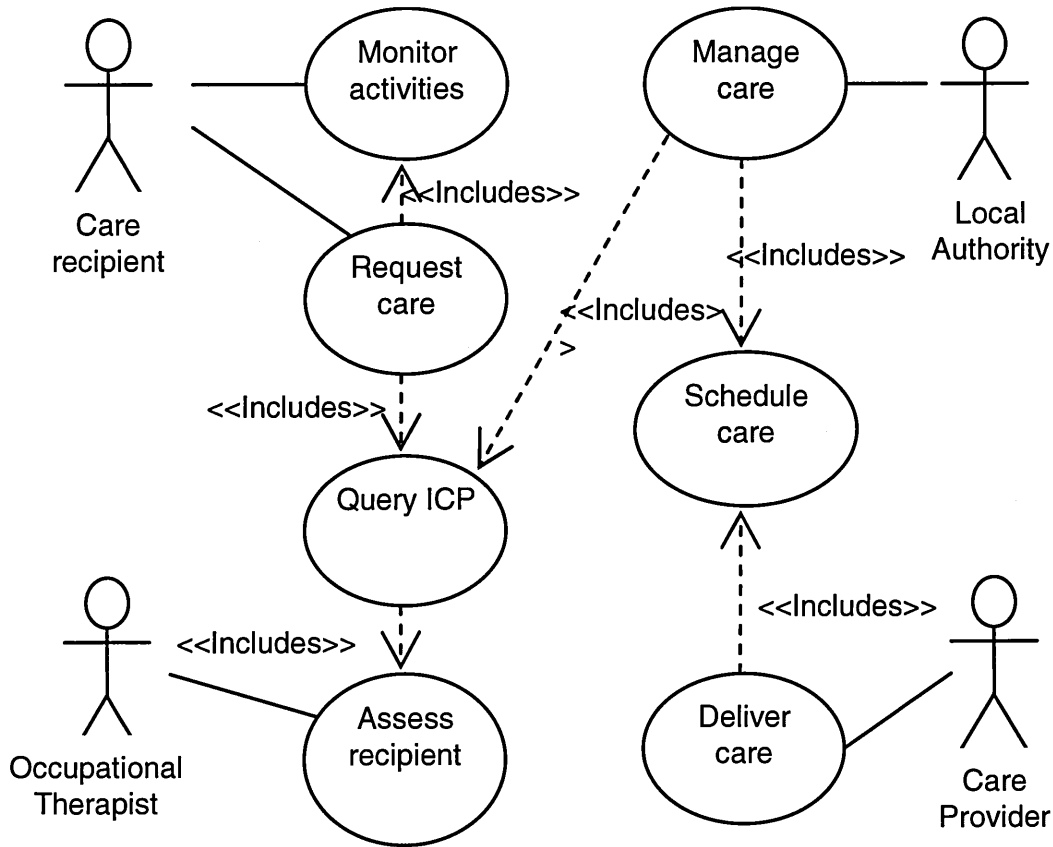 Monitor
activities
Manage
care
<<Includes>>
Care
recipient
Local
Authority
Request
care
<<Includes>>
<<Includes>
>
Schedule
care
<<Includes>>
Query ICP
<<Includes>>
<<Includes>>
Assess
recipient
Deliver
care
Occupational
Therapist
Care
Provider